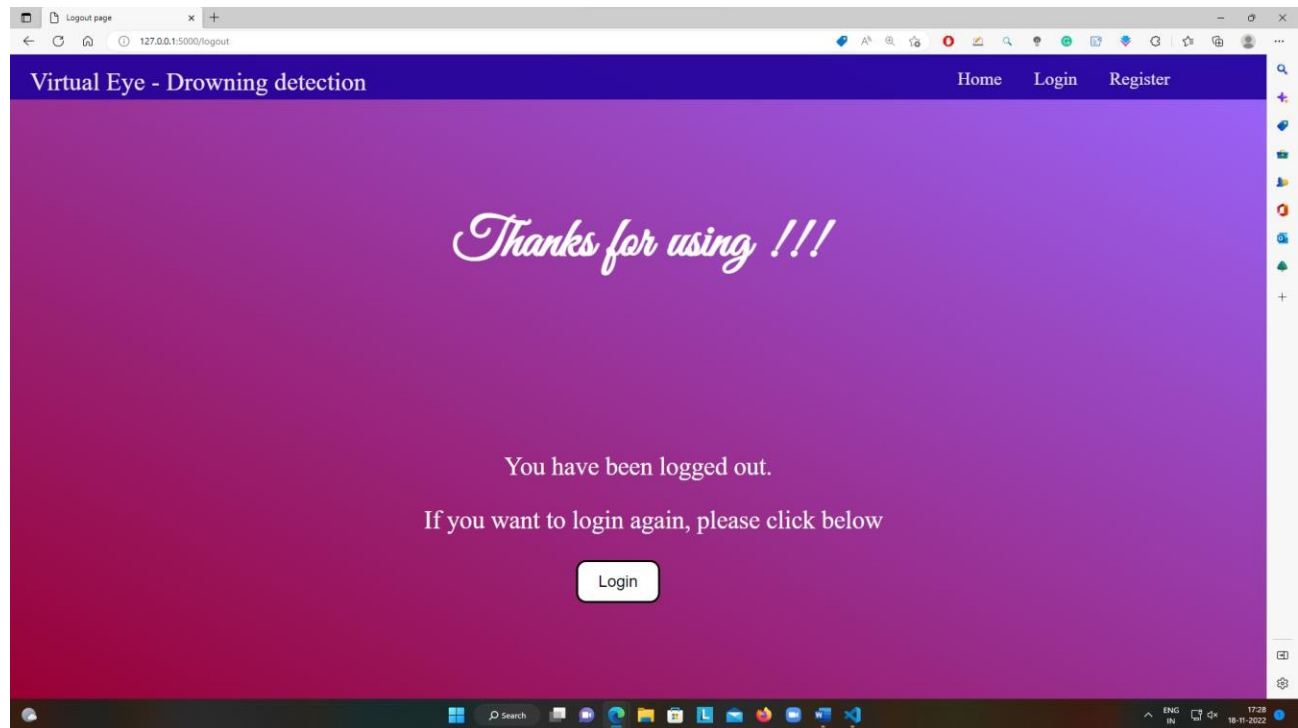 Logout page
127.0.0.1:5000/logout
Virtual Eye - Drowning detection
Home Login Register
Thanks for using !!!
You have been logged out.
If you want to login again, please click below
Login
Search
ENG
IN
17:28
18-11-2022